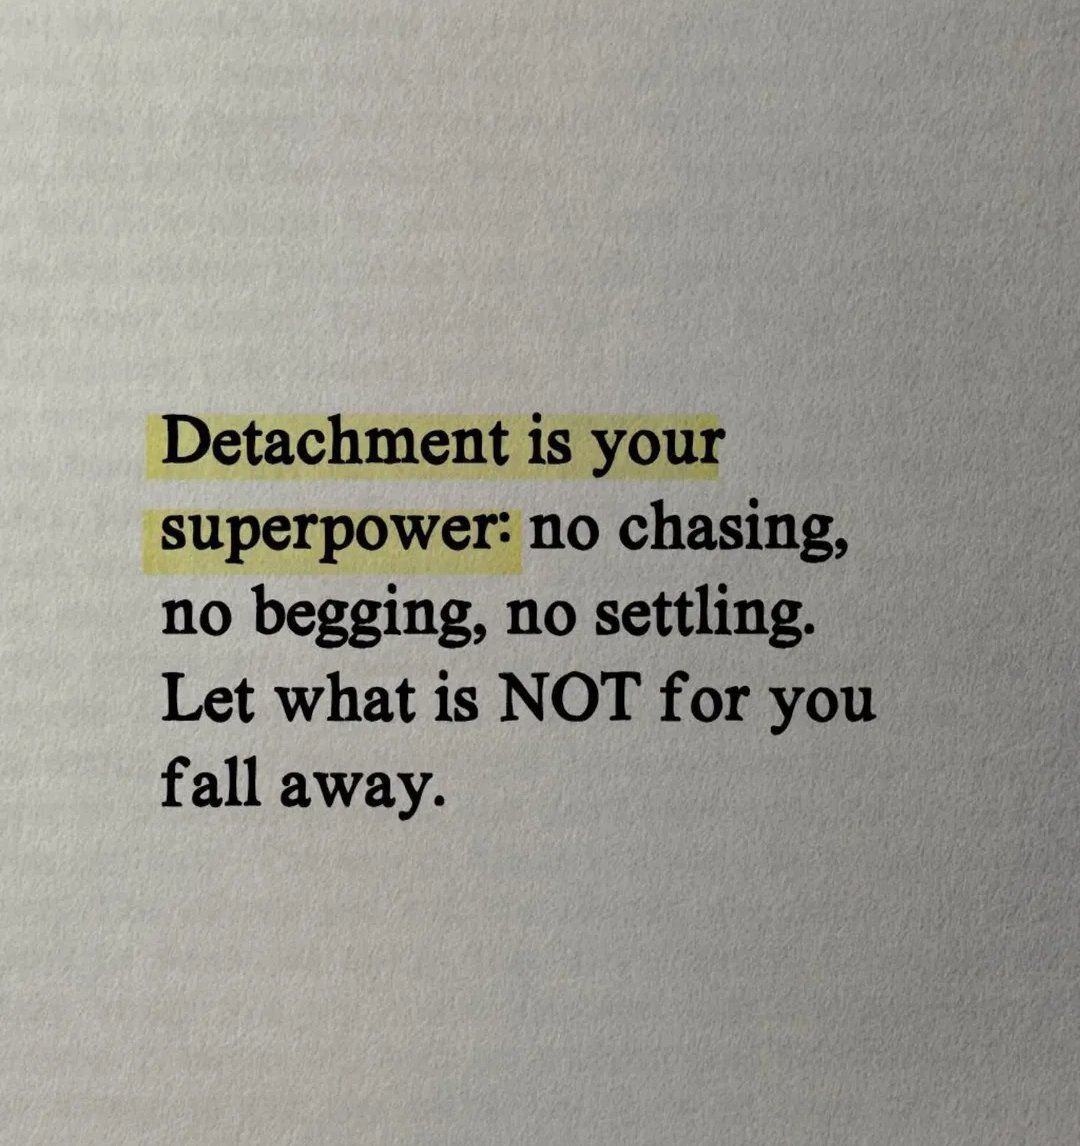 Detachment is your
superpower: no chasing,
no begging, no settling.
Let what is NOT for you
fall away.